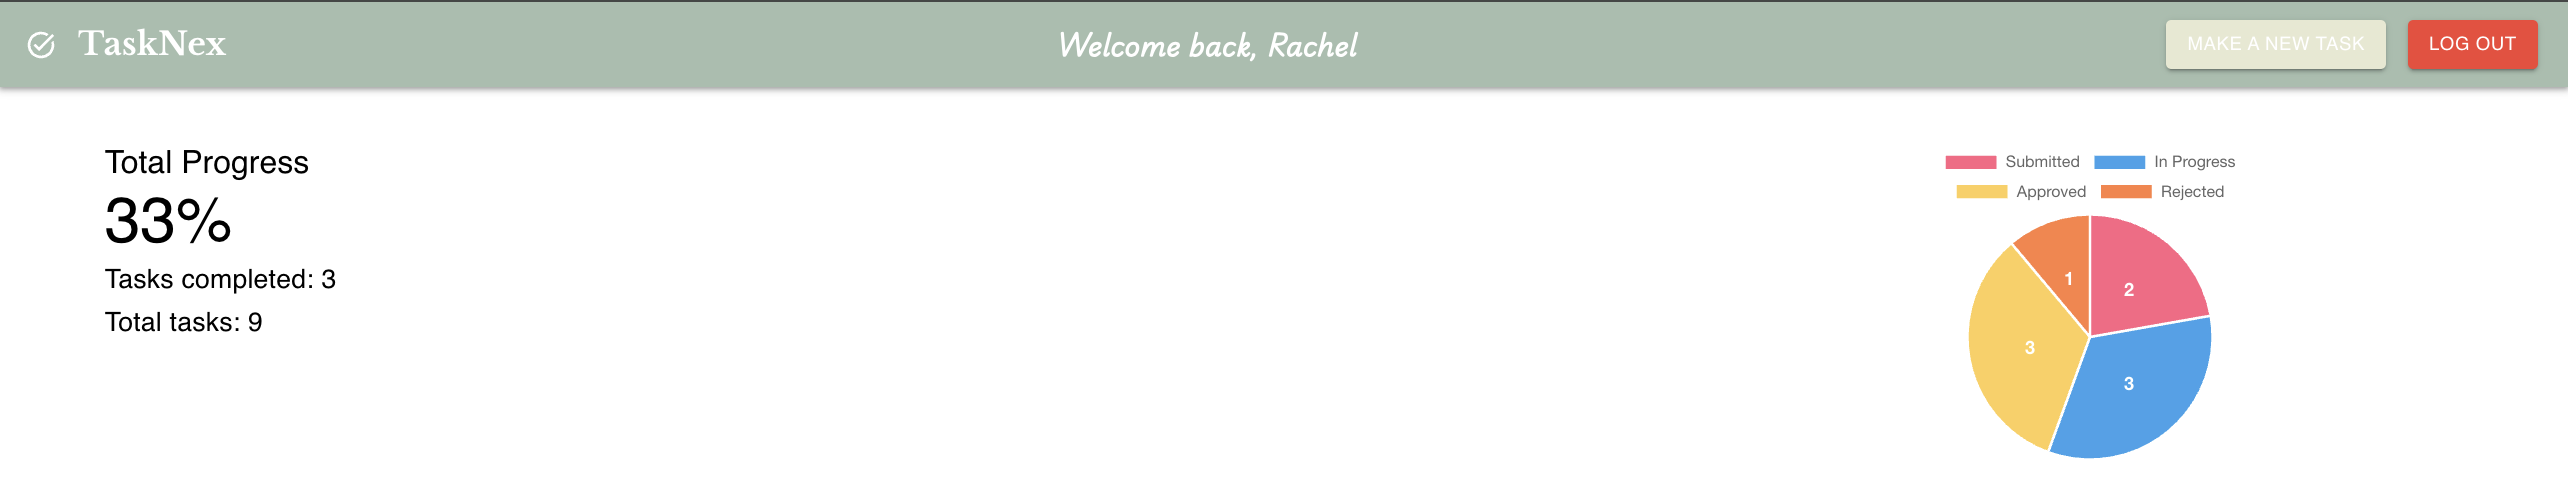 TaskNex
Welcome back, Rachel
MAKE A NEW TASK
LOG OUT
Total Progress
33%
Tasks completed: 3
Total tasks: 9
Submitted
In Progress
Approved
Rejected
1
2
3
3